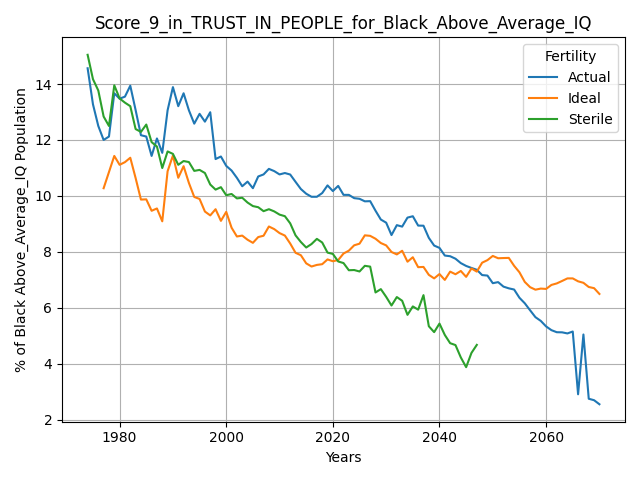 Score_9_in_TRUST_IN_PEOPLE_for_Black_Above_Average_IQ
% of Black Above_Average_IQ Population
14
12
10
8
6
4
2
Fertility
Actual
Ideal
Sterile
1980
2000
2020
2040
2060
Years